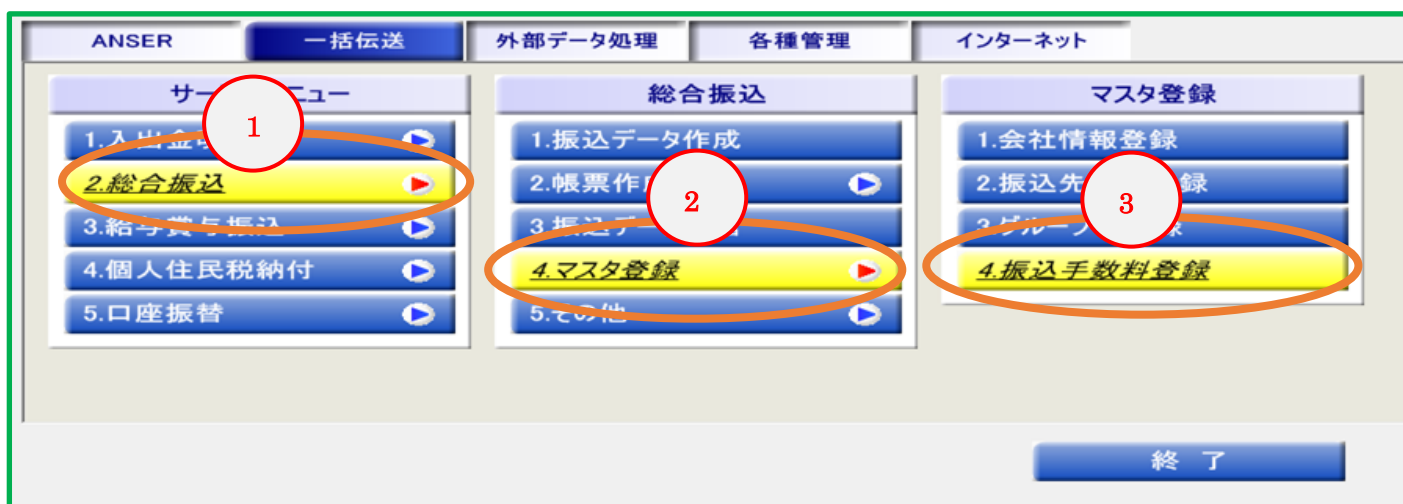 ANSER
一括伝送
外部データ処理
各種管理
インターネット
サー ニュー
1.入出金
1
2.総合振込
3.給与賞与振込
4.個人住民税納付
5.口座振替
総合振込
1.振込データ作成
2.帳票作
2
3.振込デー
4.マスタ登録
5.その他
マスタ登録
1.会社情報登録
2.振込先 録
3
3.グループ 録
4.振込手数料登録
終 了